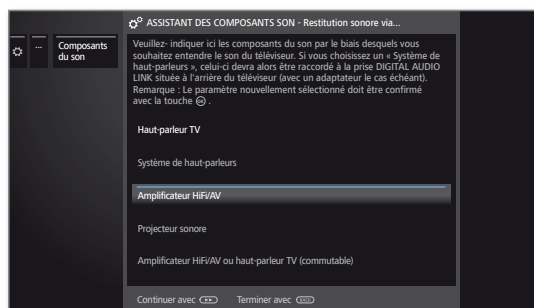 ASSISTANT DES COMPOSANTS SON - Restitution sonore via...
...
Composants
du son
Veuillez- indiquer ici les composants du son par le biais desquels vous
souhaitez entendre le son du téléviseur. Si vous choisissez un « Système de
haut-parleurs », celui-ci devra alors être raccordé à la prise DIGITAL AUDIO
LINK située à l'arrière du téléviseur (avec un adaptateur le cas échéant).
Remarque : Le paramètre nouvellement sélectionné doit être confirmé
avec la touche OK .
Haut-parleur TV
Système de haut-parleurs
Amplificateur HiFi/AV
Projecteur sonore
Amplificateur HiFi/AV ou haut-parleur TV (commutable)
Continuer avec Terminer avec BACK